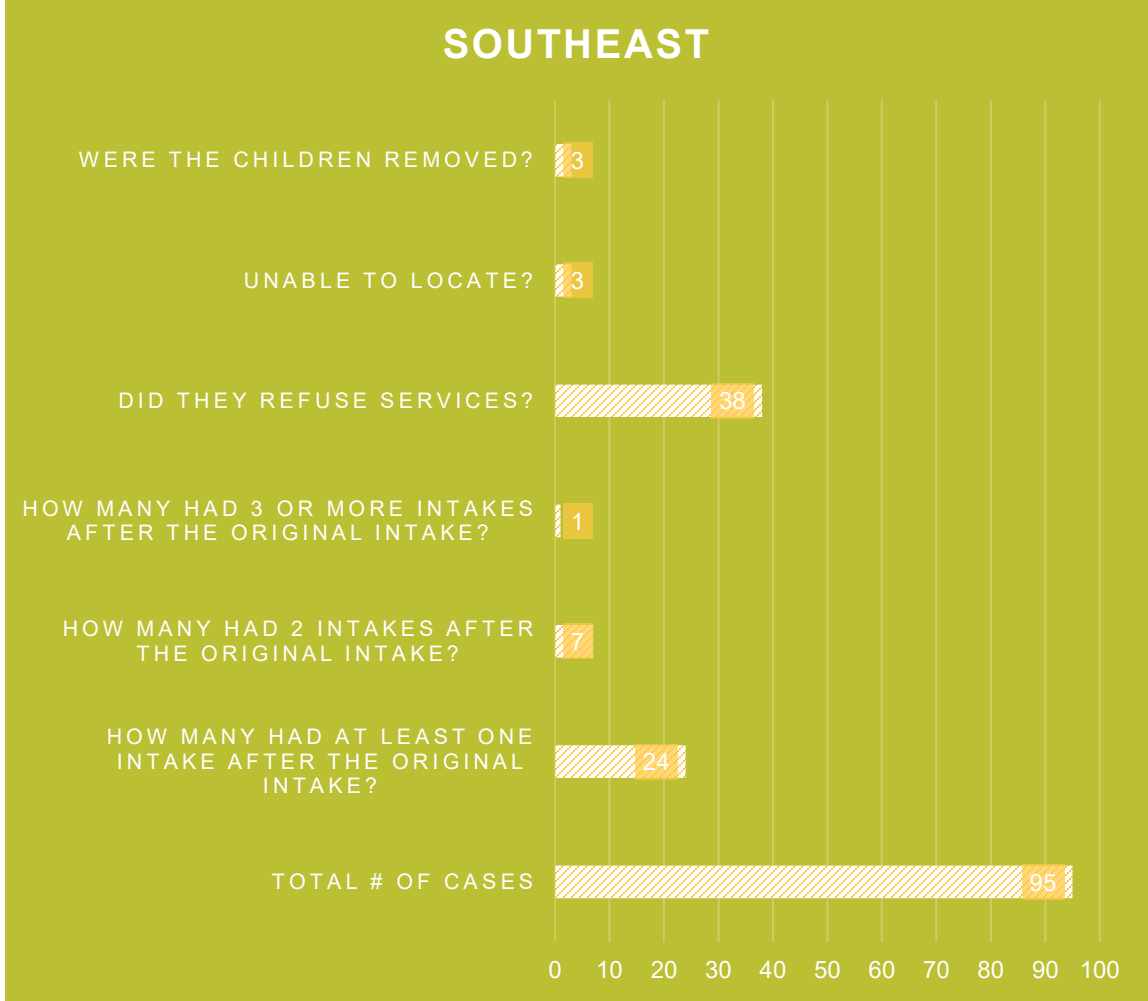 SOUTHEAST
WERE THE CHILDREN REMOVED?
3
UNABLE TO LOCATE?
3
DID THEY REFUSE SERVICES?
38
HOW MANY HAD 3 OR MORE INTAKES
AFTER THE ORIGINAL INTAKE?
1
HOW MANY HAD 2 INTAKES AFTER
THE ORIGINAL INTAKE?
7
HOW MANY HAD AT LEAST ONE
INTAKE AFTER THE ORIGINAL
INTAKE?
24
TOTAL # OF CASES
95
0 10 20 30 40 50 60 70 80 90 100